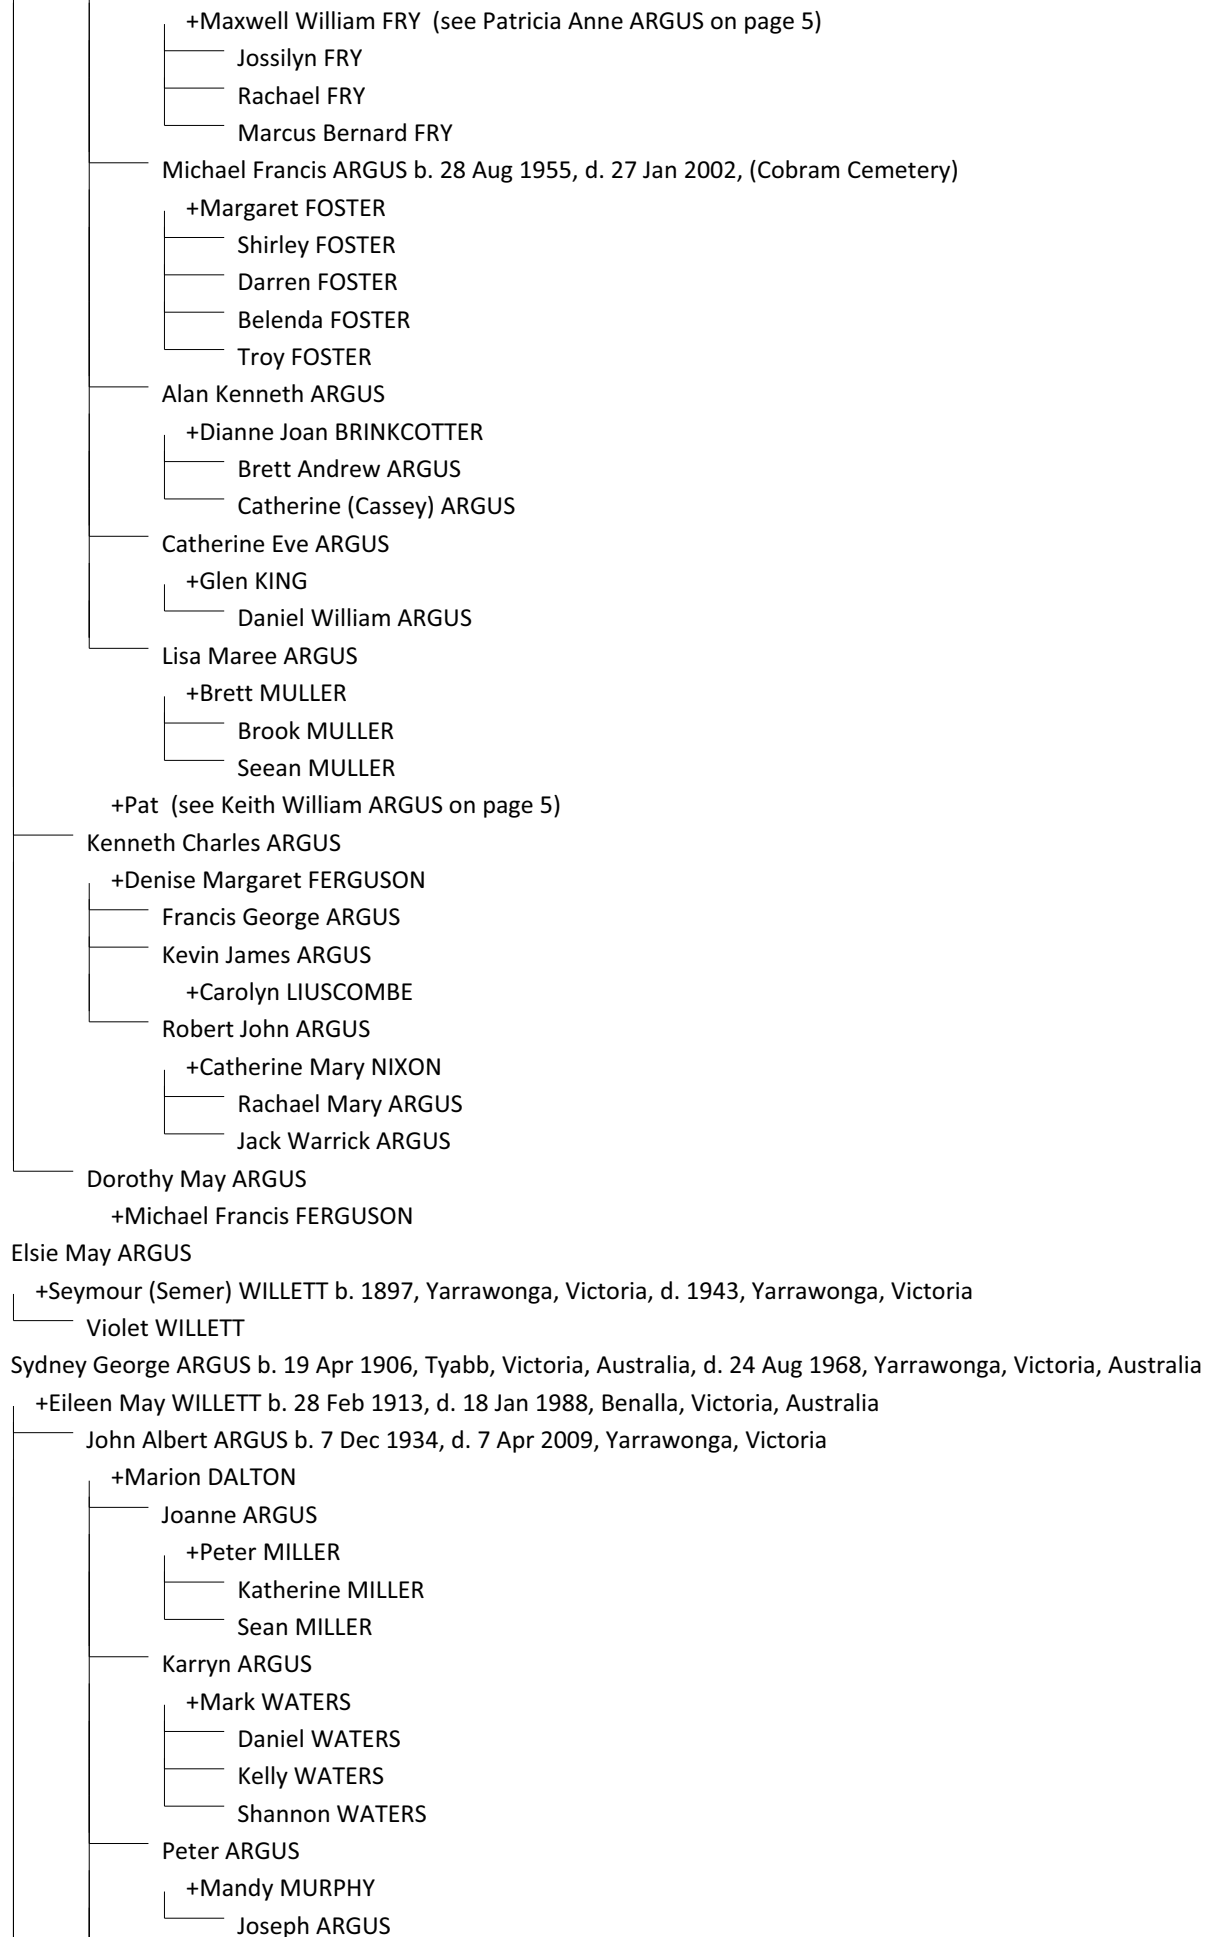 +Maxwell William FRY  (see Patricia Anne ARGUS on page 5)
Jossilyn FRY
Rachael FRY
Marcus Bernard FRY
Michael Francis ARGUS b. 28 Aug 1955, d. 27 Jan 2002, (Cobram Cemetery)
+Margaret FOSTER
Shirley FOSTER
Darren FOSTER
Belenda FOSTER
Troy FOSTER
Alan Kenneth ARGUS
+Dianne Joan BRINKCOTTER
Brett Andrew ARGUS
Catherine (Cassey) ARGUS
Catherine Eve ARGUS
+Glen KING
Daniel William ARGUS
Lisa Maree ARGUS
+Brett MULLER
Brook MULLER
Seean MULLER
+Pat  (see Keith William ARGUS on page 5)
Kenneth Charles ARGUS
+Denise Margaret FERGUSON
Francis George ARGUS
Kevin James ARGUS
+Carolyn LIUSCOMBE
Robert John ARGUS
+Catherine Mary NIXON
Rachael Mary ARGUS
Jack Warrick ARGUS
Dorothy May ARGUS
+Michael Francis FERGUSON
Elsie May ARGUS
+Seymour (Semer) WILLETT b. 1897, Yarrawonga, Victoria, d. 1943, Yarrawonga, Victoria
Violet WILLETT
Sydney George ARGUS b. 19 Apr 1906, Tyabb, Victoria, Australia, d. 24 Aug 1968, Yarrawonga, Victoria, Australia
+Eileen May WILLETT b. 28 Feb 1913, d. 18 Jan 1988, Benalla, Victoria, Australia
John Albert ARGUS b. 7 Dec 1934, d. 7 Apr 2009, Yarrawonga, Victoria
+Marion DALTON
Joanne ARGUS
+Peter MILLER
Katherine MILLER
Sean MILLER
Karryn ARGUS
+Mark WATERS
Daniel WATERS
Kelly WATERS
Shannon WATERS
Peter ARGUS
+Mandy MURPHY
Joseph ARGUS